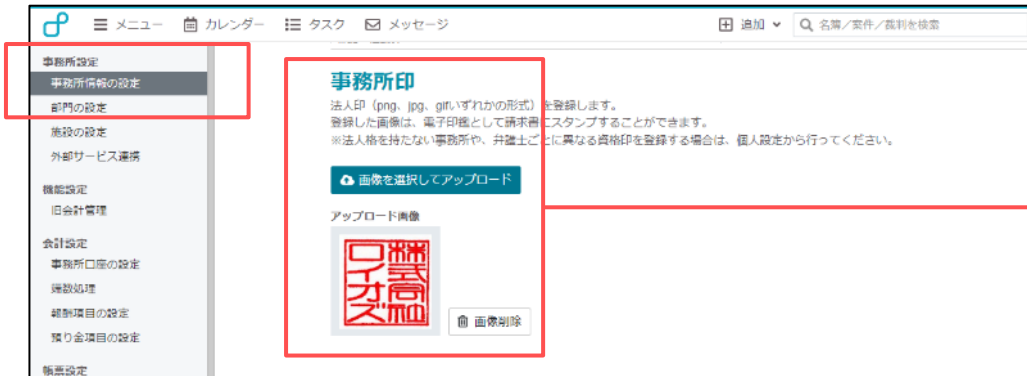 メニュー カレンダー タスク メッセージ 追加 名簿／案件／裁判を検索
事務所設定
事務所情報の設定
部門の設定
施設の設定
外部サービス連携
機能設定
旧会計管理
会計設定
事務所口座の設定
端数処理
報酬項目の設定
預り金項目の設定
帳票設定
事務所印
法人印（png、jpg、gifいずれかの形式）を登録します。
登録した画像は、電子印鑑として請求書にスタンプすることができます。
※法人格を持たない事務所や、弁護士ごとに異なる資格印を登録する場合は、個人設定から行ってください。
画像を選択してアップロード
アップロード画像
株式会社
ロイオズ
画像削除